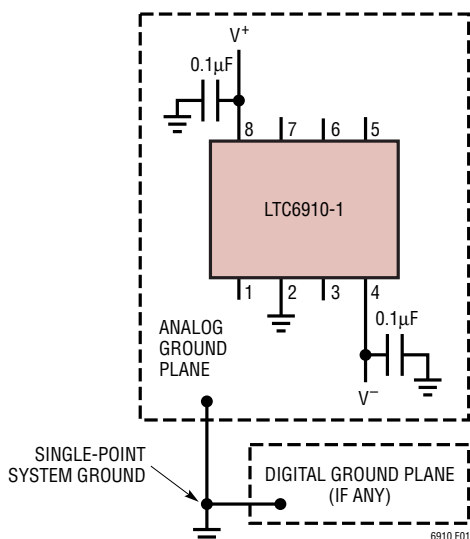 V+
0.1µF
8 7 6 5
LTC6910-1
1 2 3 4
0.1µF
ANALOG
GROUND
PLANE
V–
SINGLE-POINT
SYSTEM GROUND
DIGITAL GROUND PLANE
(IF ANY)
6910 F01